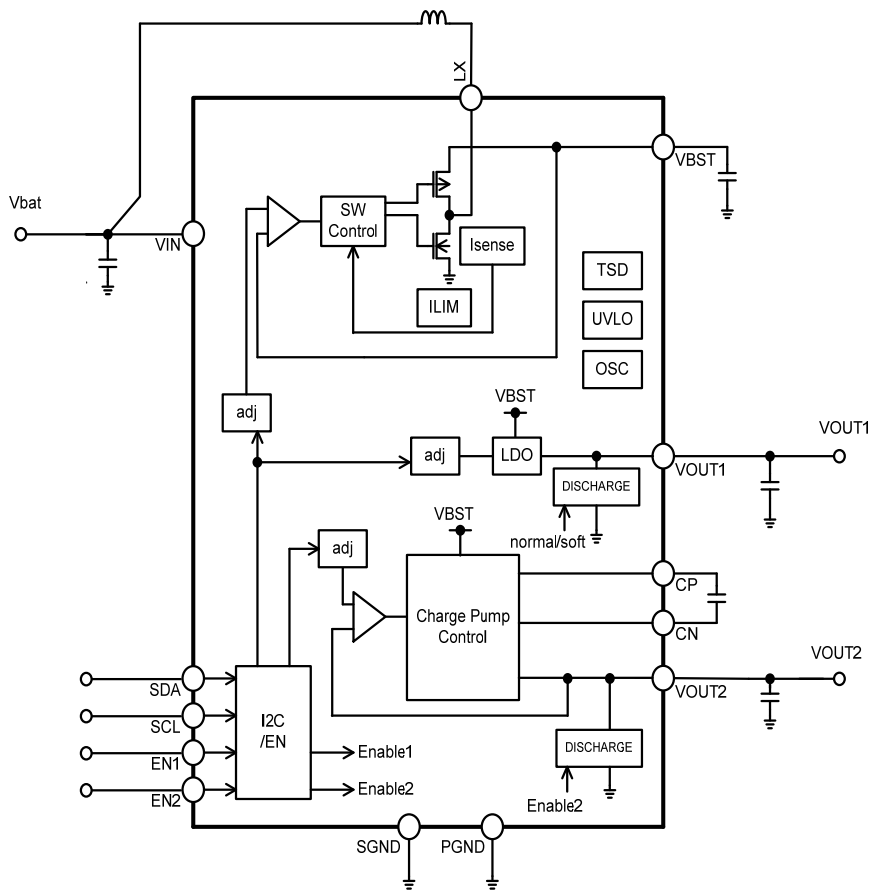 LX
VBST
Vbat
VIN
SW
Control
Isense
ILIM
TSD
UVLO
OSC
adj
VBST
adj
LDO
VOUT1
VOUT1
DISCHARGE
normal/soft
VBST
adj
Charge Pump
Control
CP
CN
VOUT2
VOUT2
SDA
SCL
EN1
EN2
I2C
/EN
Enable1
Enable2
DISCHARGE
Enable2
SGND
PGND